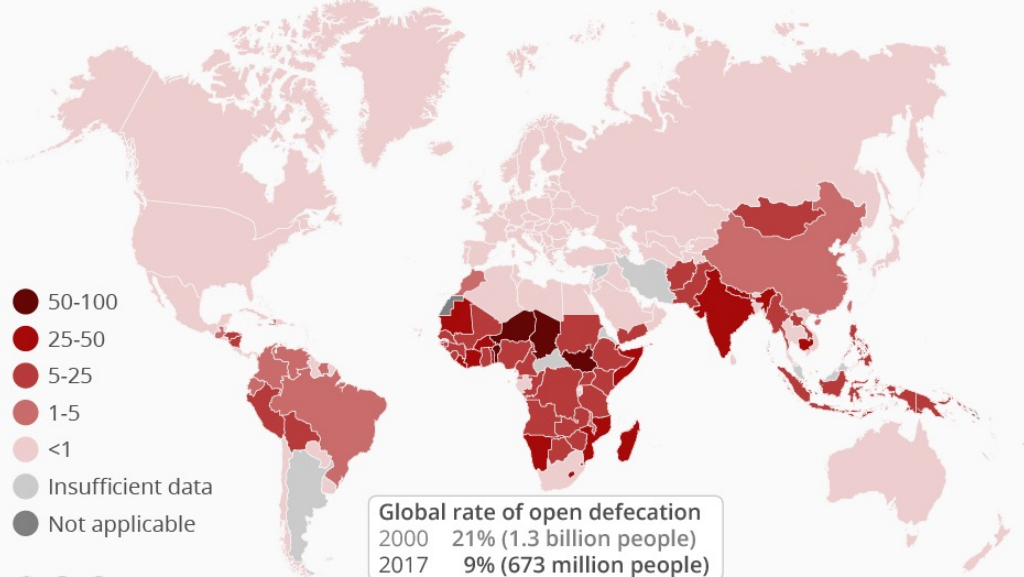 50-100
25-50
5-25
1-5
<1
Insufficient data
Not applicable
Global rate of open defecation
2000 21% (1.3 billion people)
2017 9% (673 million people)